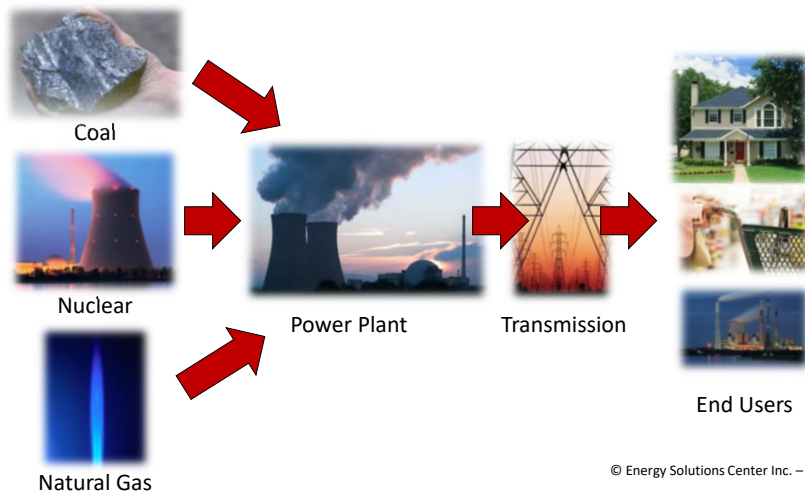 Coal
Nuclear
Natural Gas
Power Plant
Transmission
End Users
© Energy Solutions Center Inc. –